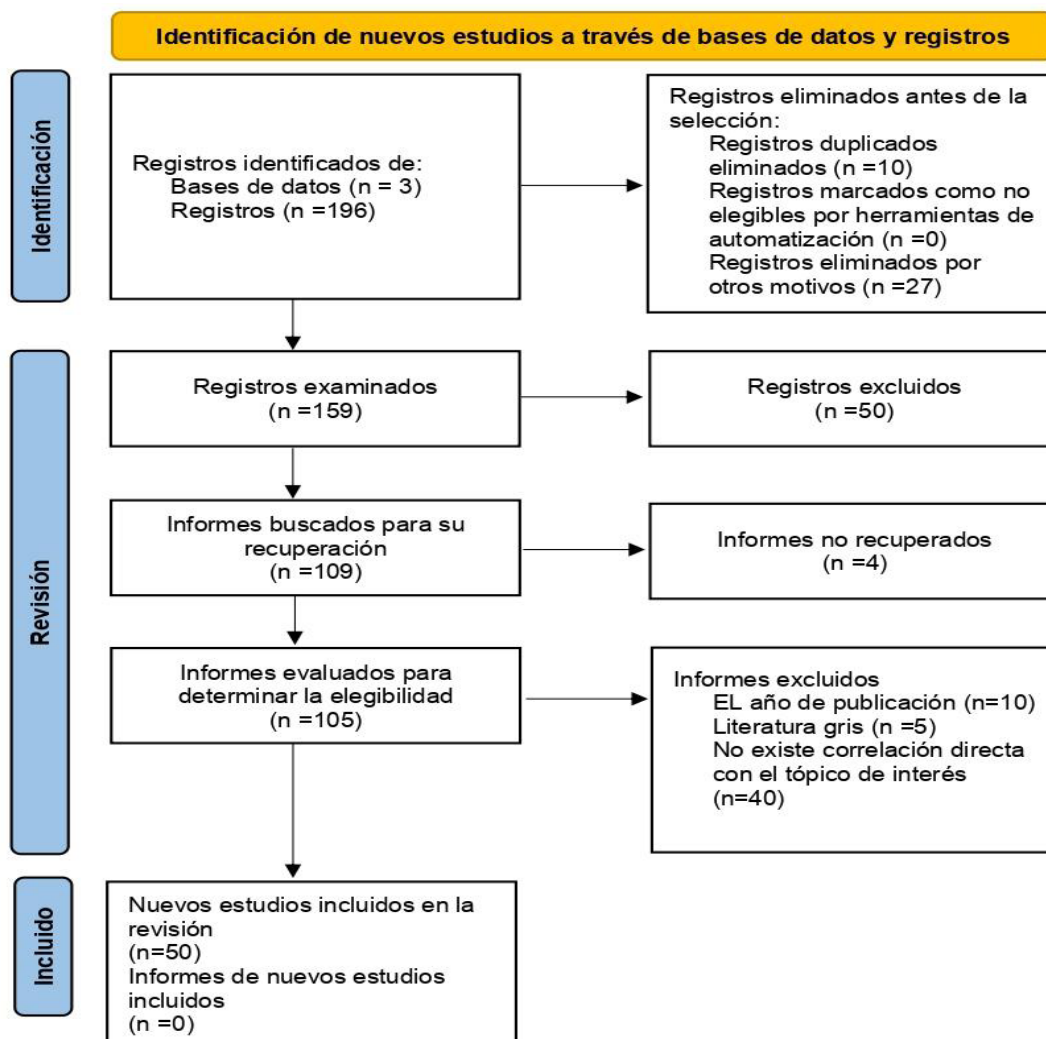 Identificación de nuevos estudios a través de bases de datos y registros
Identificación
Registros identificados de:
Bases de datos (n = 3)
Registros (n =196)
Registros eliminados antes de la
selección:
Registros duplicados
eliminados (n =10)
Registros marcados como no
elegibles por herramientas de
automatización (n =0)
Registros eliminados por
otros motivos (n =27)
Revisión
Registros examinados
(n =159)
Registros excluidos
(n =50)
Informes buscados para su
recuperación
(n =109)
Informes no recuperados
(n =4)
Informes evaluados para
determinar la elegibilidad
(n =105)
Informes excluidos
EL año de publicación (n=10)
Literatura gris (n =5)
No existe correlación directa
con el tópico de interés
(n=40)
Incluido
Nuevos estudios incluidos en la
revisión
(n=50)
Informes de nuevos estudios
incluidos
(n =0)